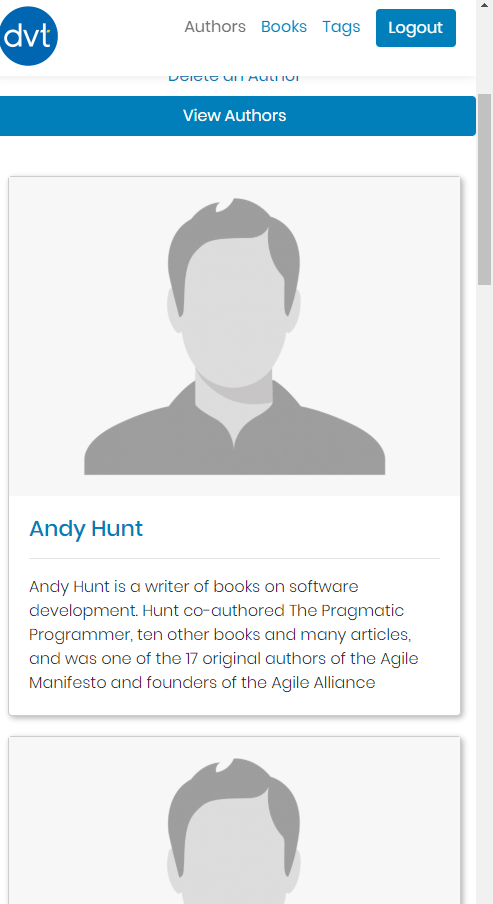 dvt
Authors Books Tags Logout
Delete an Author
View Authors
Andy Hunt
Andy Hunt is a writer of books on software
development. Hunt co-authored The Pragmatic
Programmer, ten other books and many articles,
and was one of the 17 original authors of the Agile
Manifesto and founders of the Agile Alliance